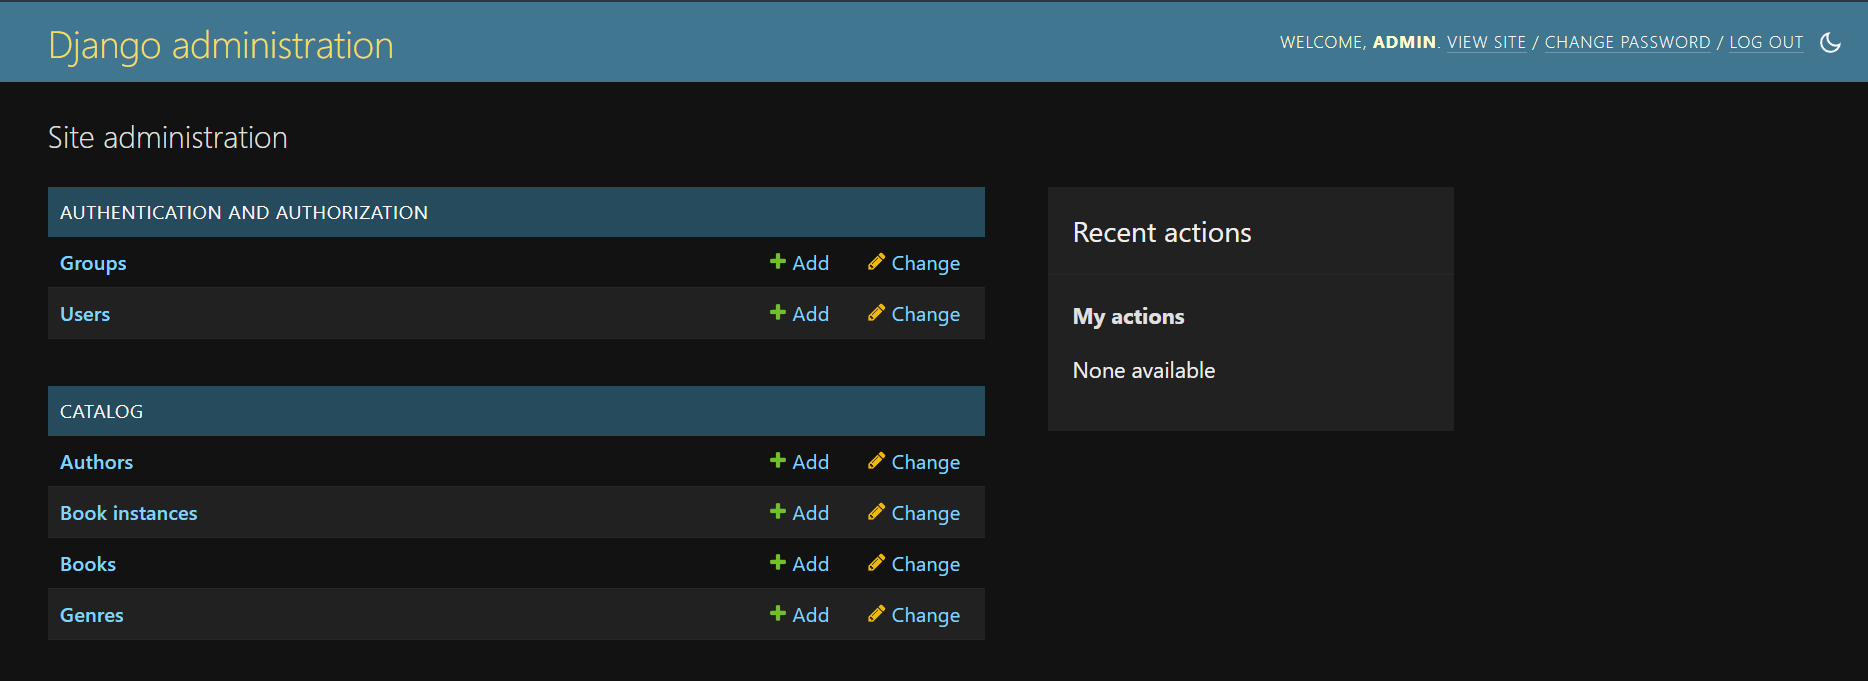 Django administration
WELCOME, ADMIN. VIEW SITE / CHANGE PASSWORD / LOG OUT
Site administration
AUTHENTICATION AND AUTHORIZATION
Groups Add Change
Users Add Change
CATALOG
Authors Add Change
Book instances Add Change
Books Add Change
Genres Add Change
Recent actions
My actions
None available